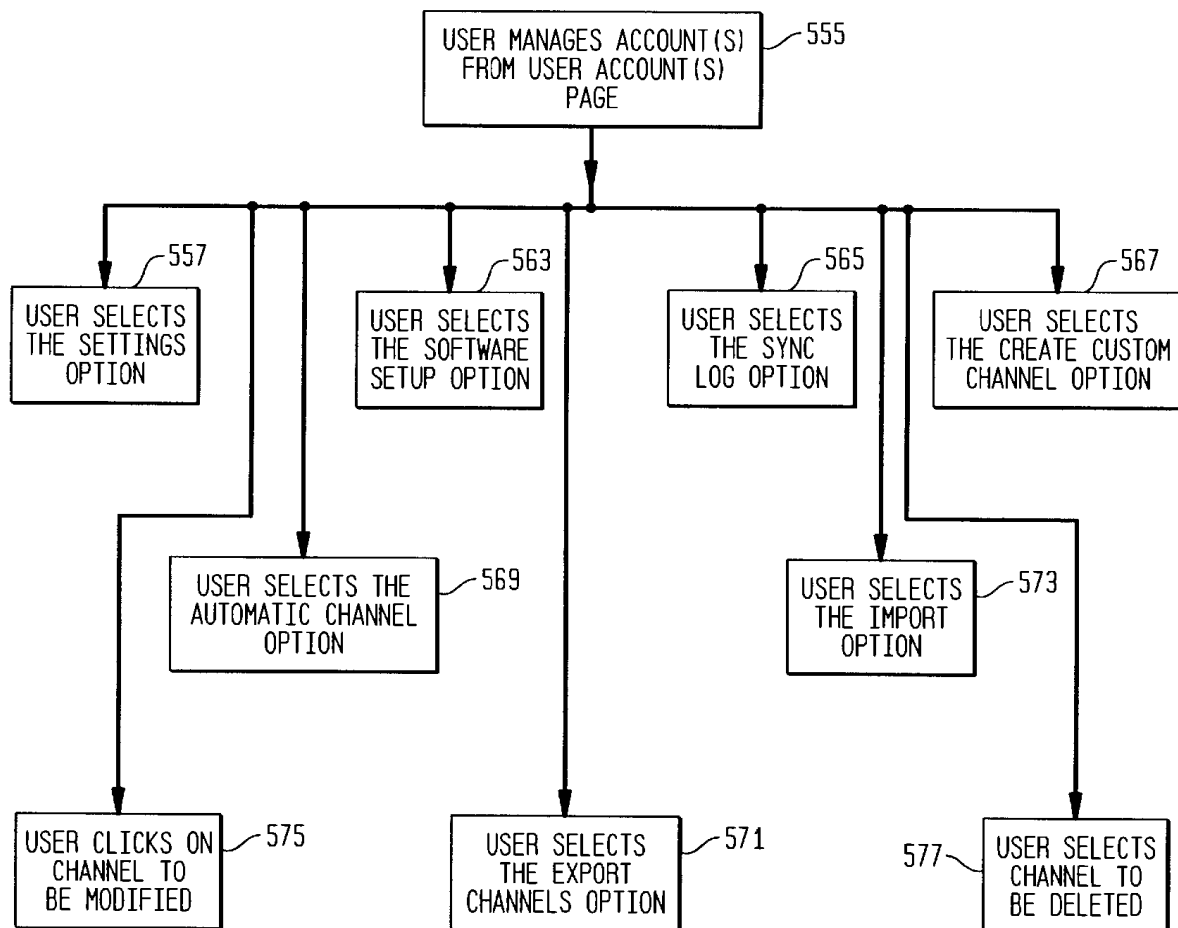 USER MANAGES ACCOUNT(S)
FROM USER ACCOUNT(S)
PAGE
555
557
USER SELECTS
THE SETTINGS
OPTION
563
USER SELECTS
THE SOFTWARE
SETUP OPTION
565
USER SELECTS
THE SYNC
LOG OPTION
567
USER SELECTS
THE CREATE CUSTOM
CHANNEL OPTION
USER SELECTS THE
AUTOMATIC CHANNEL
OPTION
569
USER SELECTS
THE IMPORT
OPTION
573
USER CLICKS ON
CHANNEL TO
BE MODIFIED
575
USER SELECTS
THE EXPORT
CHANNELS OPTION
571
577
USER SELECTS
CHANNEL TO
BE DELETED